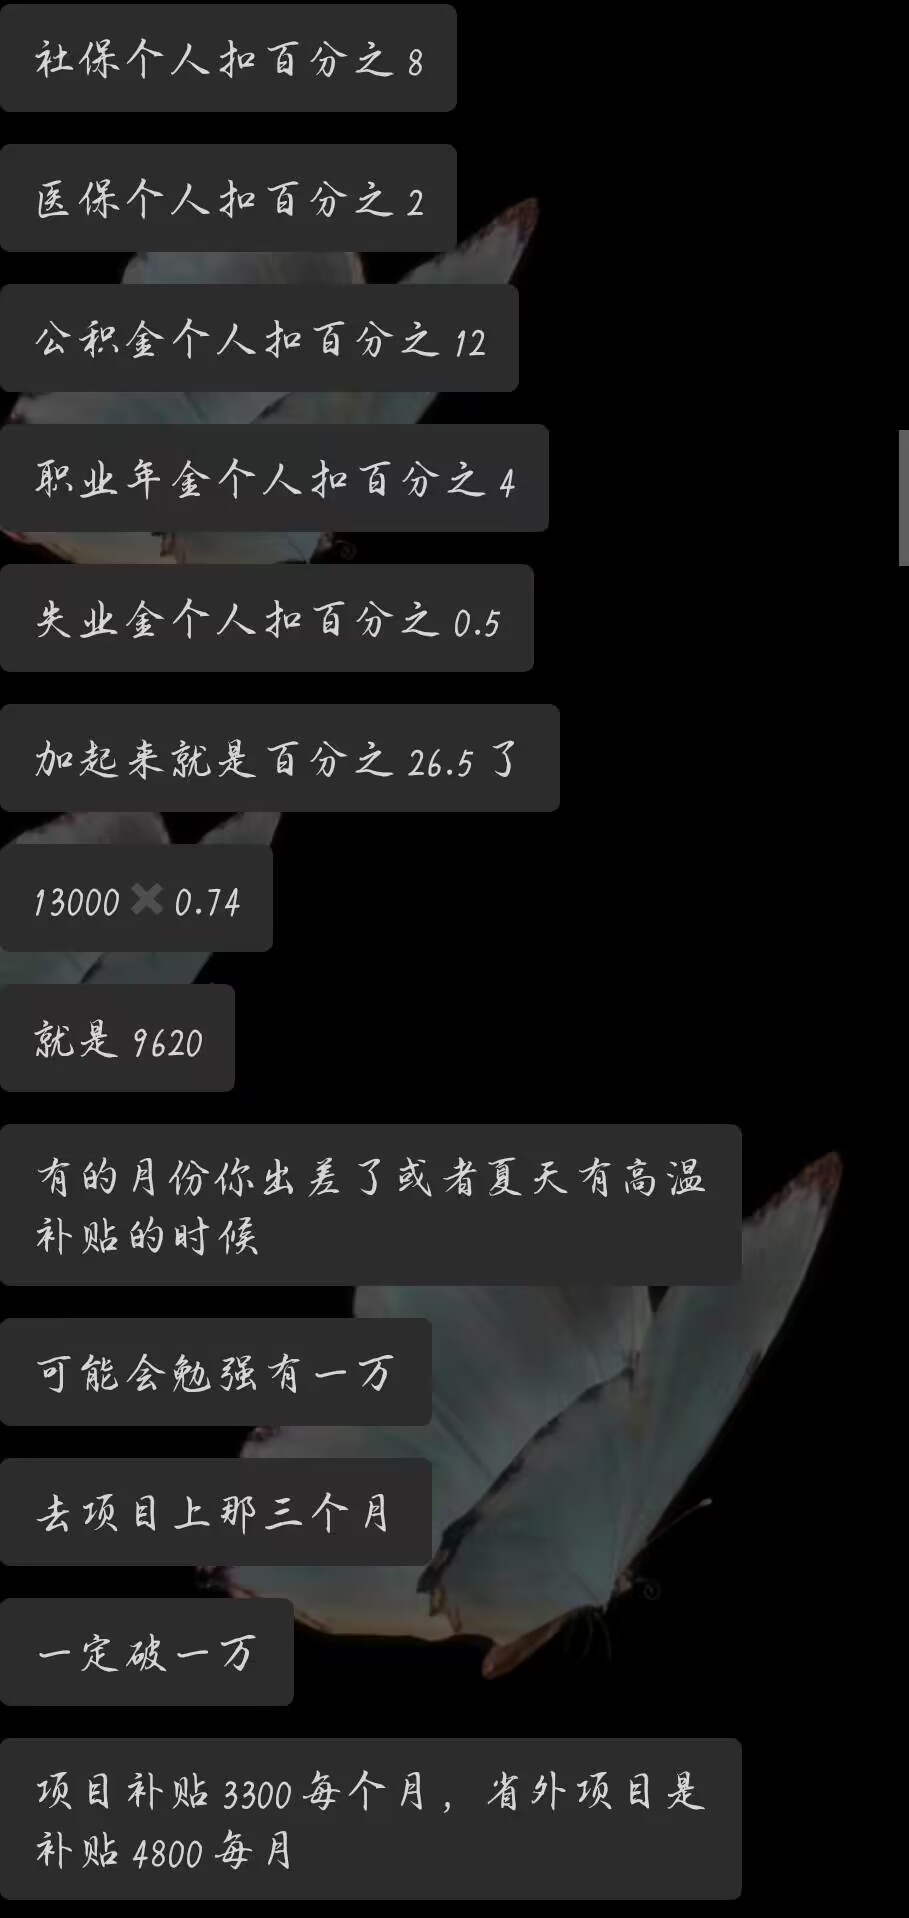 社保个人扣百分之8
医保个人扣百分之2
公积金个人扣百分之12
职业年金个人扣百分之4
失业金个人扣百分之0.5
加起来就是百分之26.5了
13000✖0.74
就是9620
有的月份你出差了或者夏天有高温
补贴的时候
可能会勉强有一万
去项目上那三个月
一定破一万
项目补贴3300每个月，省外项目是
补贴4800每月